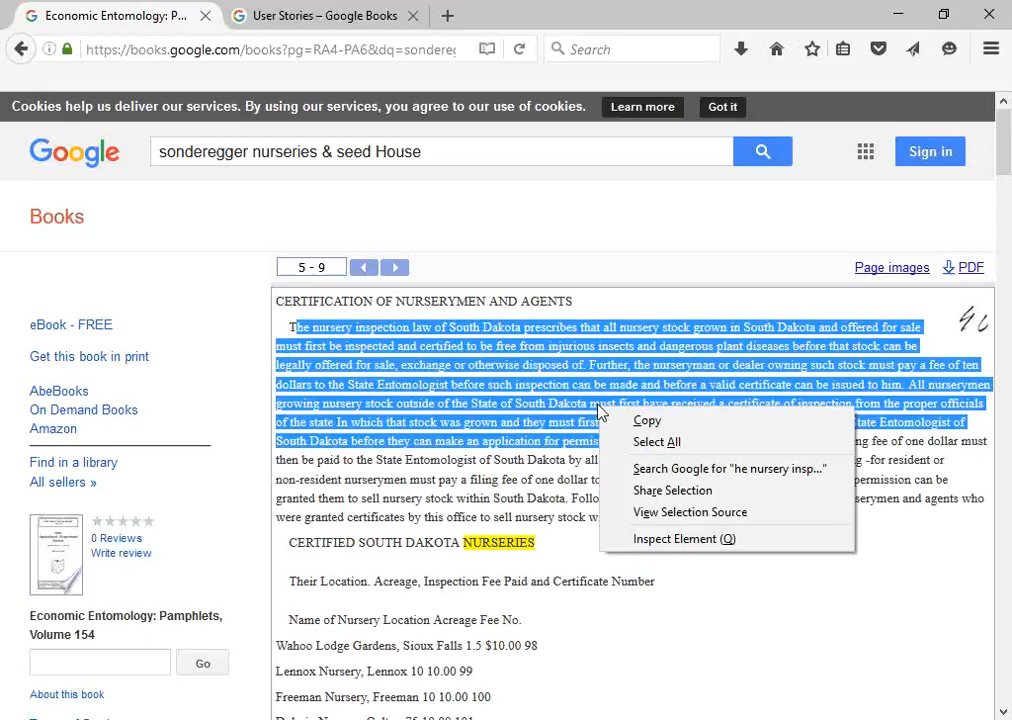 Economic Entomology: P...
User Stories – Google Books
https://books.google.com/books?pg=RA4-PA6&dq=sondereg
Search
Cookies help us deliver our services. By using our services, you agree to our use of cookies.
Learn more
Got it
Google
sonderegger nurseries & seed House
Sign in
Books
5 - 9
Page images
PDF
eBook - FREE
Get this book in print
AbeBooks
On Demand Books
Amazon
Find in a library
All sellers »
0 Reviews
Write review
Economic Entomology: Pamphlets,
Volume 154
Go
About this book
CERTIFICATION OF NURSERYMEN AND AGENTS
The nursery inspection law of South Dakota prescribes that all nursery stock grown in South Dakota and offered for sale
must first be inspected and certified to be free from injurious insects and dangerous plant diseases before that stock can be
legally offered for sale, exchange or otherwise disposed of. Further, the nurseryman or dealer owning such stock must pay a fee of ten
dollars to the State Entomologist before such inspection can be made and before a valid certificate can be issued to him. All nurserymen
growing nursery stock outside of the State of South Dakota must first have received a certificate of inspection from the proper officials
of the state In which that stock was grown and they must first State Entomologist of
South Dakota before they can make an application for permis ng fee of one dollar must
then be paid to the State Entomologist of South Dakota by all -for resident or
non-resident nurserymen must pay a filing fee of one dollar to permission can be
granted them to sell nursery stock within South Dakota. Follo serymen and agents who
were granted certificates by this office to sell nursery stock w
CERTIFIED SOUTH DAKOTA NURSERIES
Their Location. Acreage, Inspection Fee Paid and Certificate Number
Name of Nursery Location Acreage Fee No.
Wahoo Lodge Gardens, Sioux Falls 1.5 $10.00 98
Lennox Nursery, Lennox 10 10.00 99
Freeman Nursery, Freeman 10 10.00 100
Copy
Select All
Search Google for "he nursery insp..."
Share Selection
View Selection Source
Inspect Element (Q)